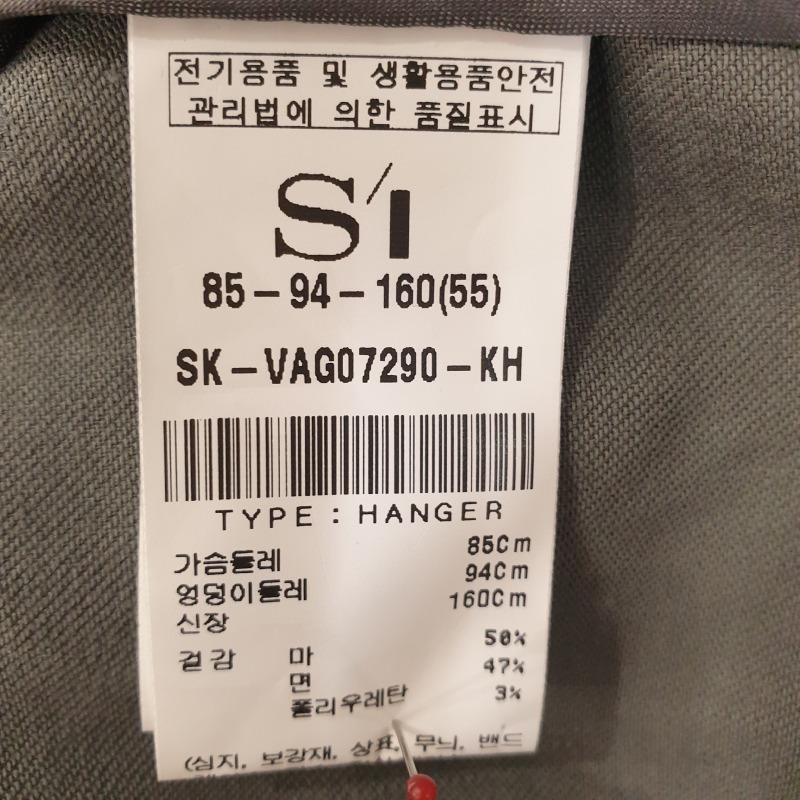 전기용품 및 생활용품안전
관리법에 의한 품질표시
S'I
85-94-160(55)
SK-VAG07290-KH
TYPE : HANGER
가슴둘레 85Cm
엉덩이둘레 94Cm
신장 160Cm
겉감 마 50%
면 47%
폴리우레탄 3%
(심지, 보강재, 상표, 무늬, 밴드